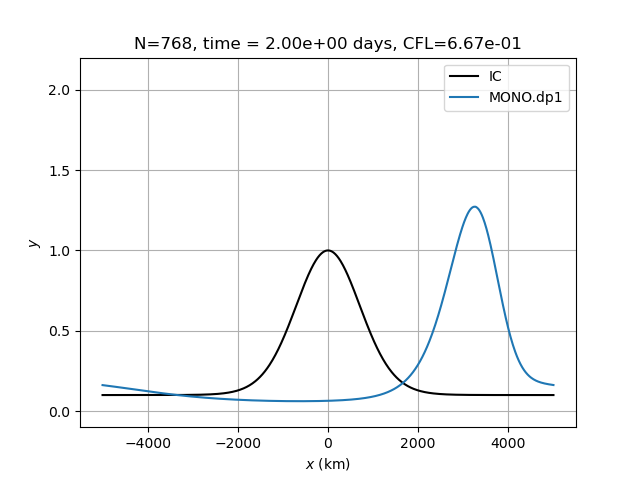 N=768, time = 2.00e+00 days, CFL=6.67e-01
IC
MONO.dp1
2.0
1.5
1.0
0.5
0.0
y
−4000 −2000 0 2000 4000
x (km)